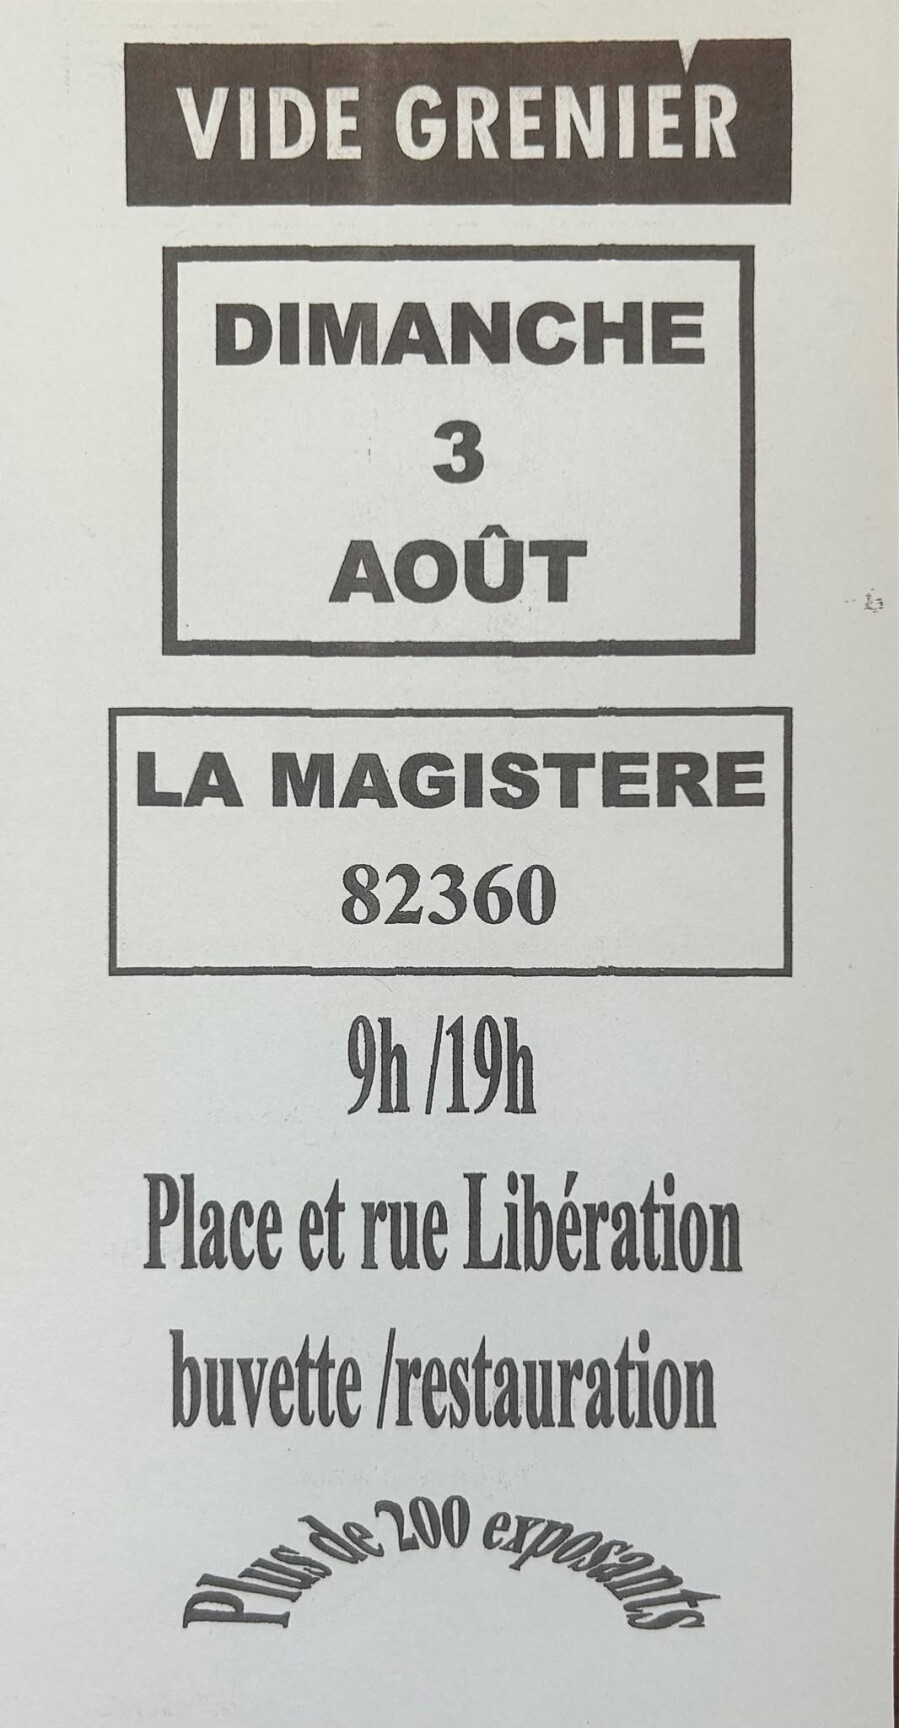 VIDE GRENIER
DIMANCHE
3
AOÛT
LA MAGISTERE
82360
9h /19h
Place et rue Libération
buvette /restauration
Plus de 200 exposants